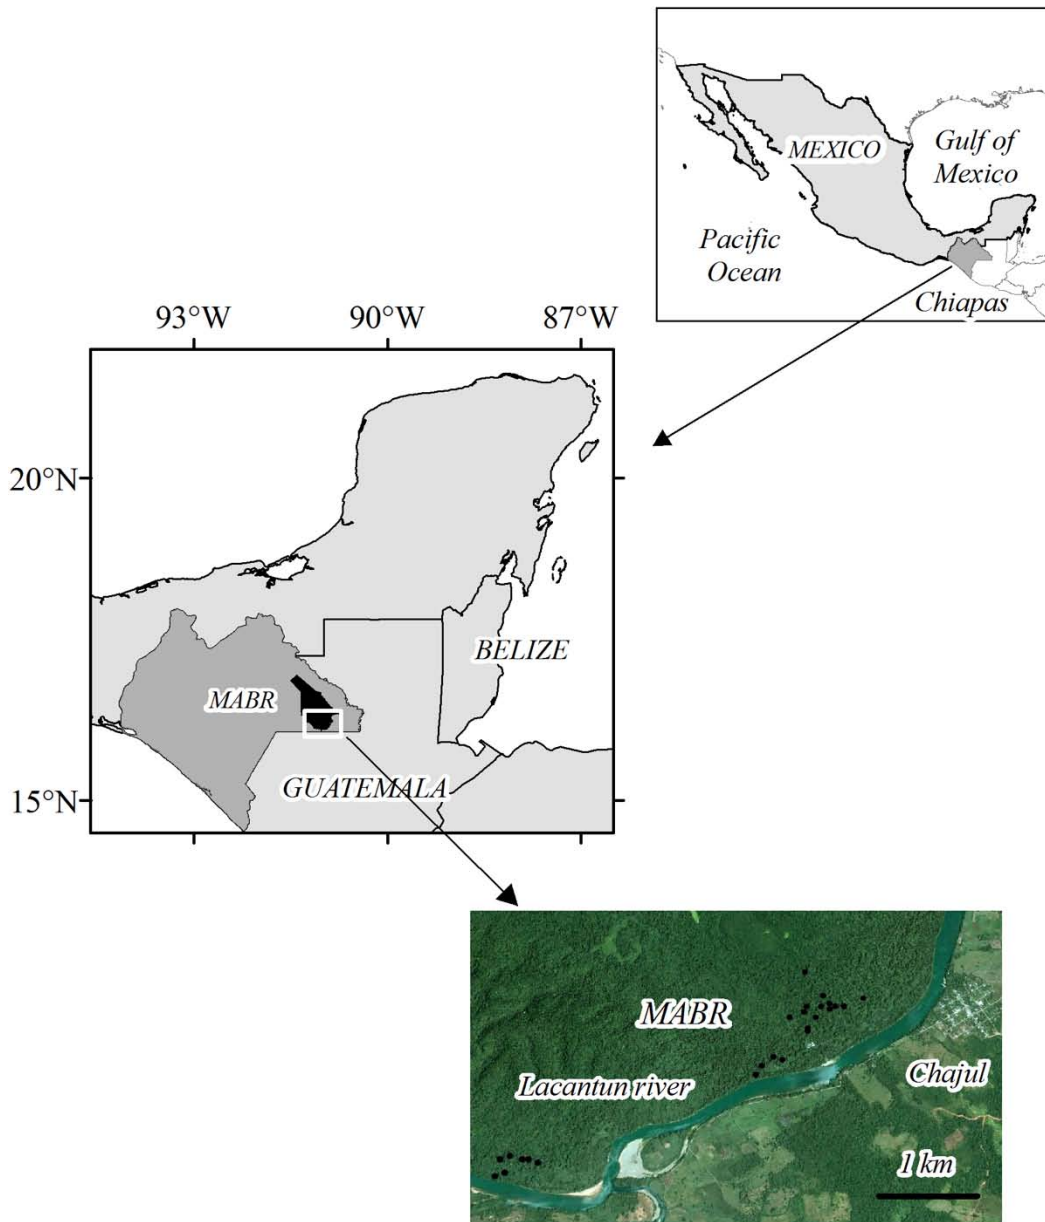 MEXICO
Gulf of
Mexico
Pacific
Ocean
Chiapas
93°W
90°W
87°W
20°N
15°N
BELIZE
MABR
GUATEMALA
MABR
Lacantun river
Chajul
1 km